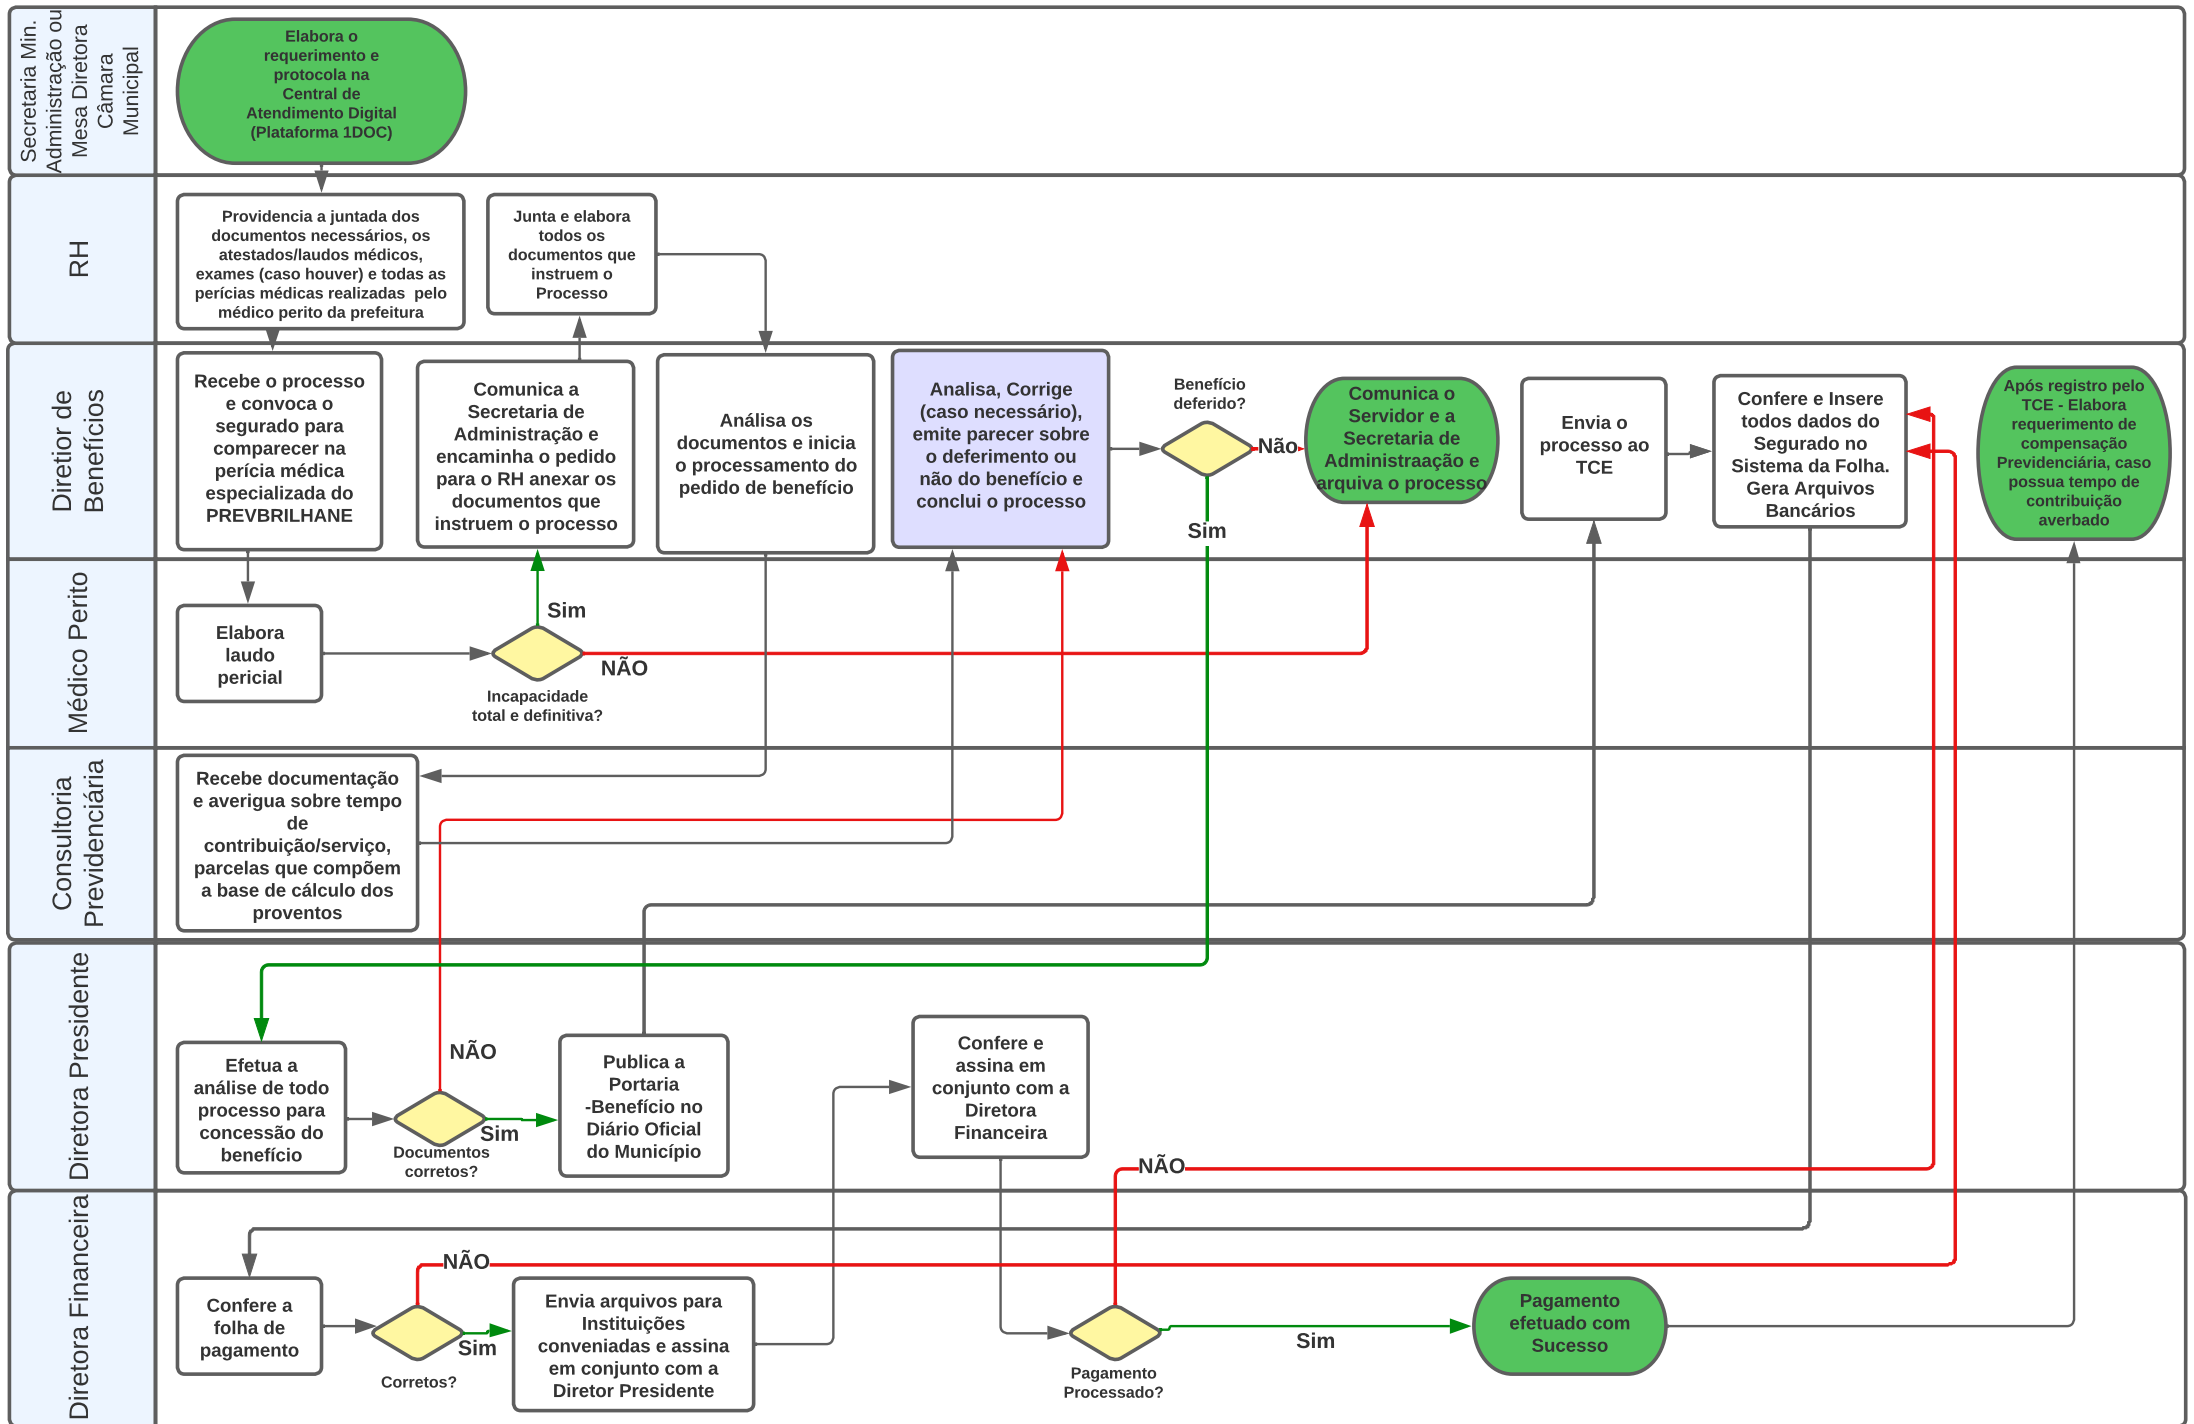 Secretaria Min.
Administração ou
Mesa Diretora
Câmara
Municipal
Elabora o
requerimento e
protocola na
Central de
Atendimento Digital
(Plataforma 1DOC)
RH
Providencia a juntada dos
documentos necessários, os
atestados/laudos médicos,
exames (caso houver) e todas as
perícias médicas realizadas pelo
médico perito da prefeitura
Junta e elabora
todos os
documentos que
instruem o
Processo
Diretior de
Benefícios
Recebe o processo
e convoca o
segurado para
comparecer na
perícia médica
especializada do
PREVBRILHANE
Comunica a
Secretaria de
Administração e
encaminha o pedido
para o RH anexar os
documentos que
instruem o processo
Análisa os
documentos e inicia
o processamento do
pedido de benefício
Analisa, Corrige
(caso necessário),
emite parecer sobre
o deferimento ou
não do benefício e
conclui o processo
Benefício
deferido?
Não
Sim
Comunica o
Servidor e a
Secretaria de
Administraação e
arquiva o processo
Envia o
processo ao
TCE
Confere e Insere
todos dados do
Segurado no
Sistema da Folha.
Gera Arquivos
Bancários
Após registro pelo
TCE - Elabora
requerimento de
compensação
Previdenciária, caso
possua tempo de
contribuição
averbado
Médico Perito
Elabora
laudo
pericial
Sim
NÃO
Incapacidade
total e definitiva?
Consultoria
Previdenciária
Recebe documentação
e averigua sobre tempo
de
contribuição/serviço,
parcelas que compõem
a base de cálculo dos
proventos
Diretora Presidente
Efetua a
análise de todo
processo para
concessão do
benefício
NÃO
Sim
Documentos
corretos?
Publica a
Portaria
-Benefício no
Diário Oficial
do Município
Confere e
assina em
conjunto com a
Diretora
Financeira
NÃO
Diretora Financeira
Confere a
folha de
pagamento
NÃO
Sim
Corretos?
Envia arquivos para
Instituições
conveniadas e assina
em conjunto com a
Diretor Presidente
Pagamento
Processado?
Sim
Pagamento
efetuado com
Sucesso